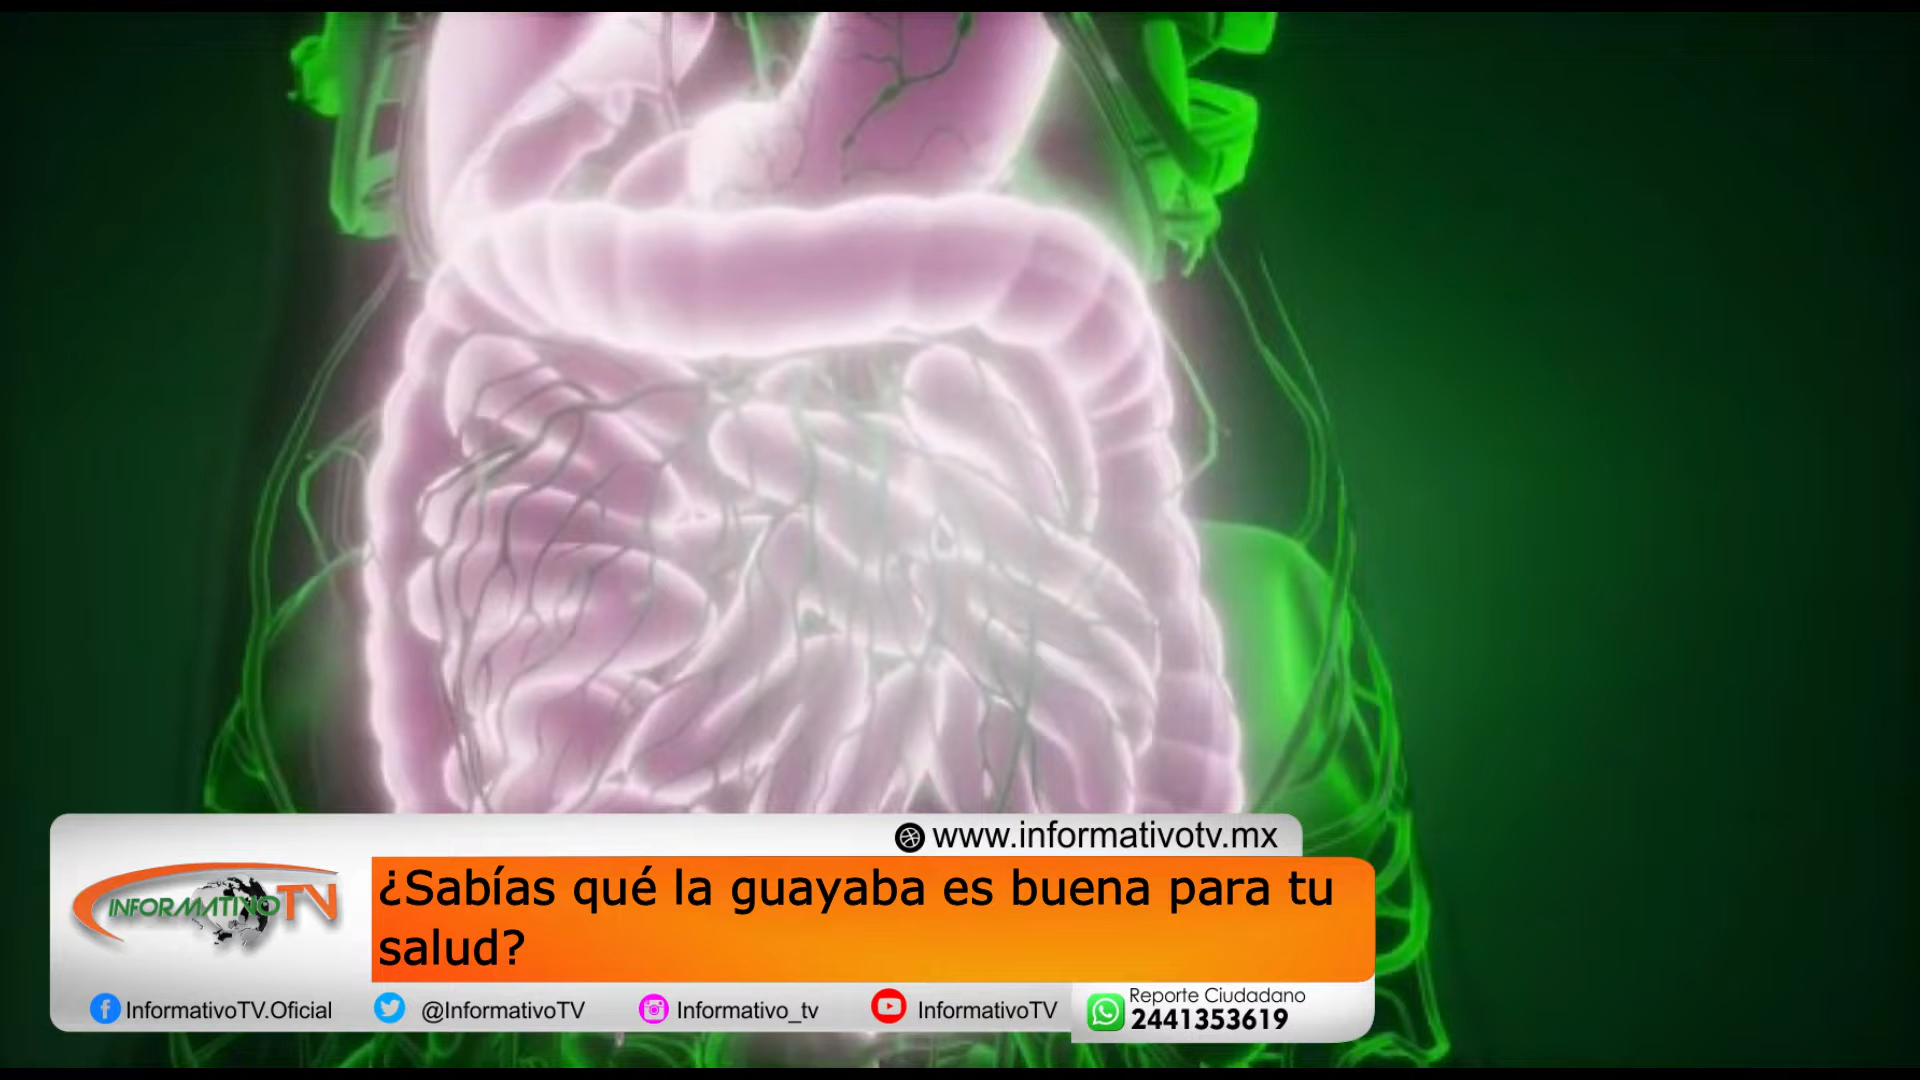 www.informativotv.mx
¿Sabías qué la guayaba es buena para tu
salud?
INFORMATIVO TV
InformativoTV.Oficial
@InformativoTV
Informativo_tv
InformativoTV
Reporte Ciudadano
2441353619